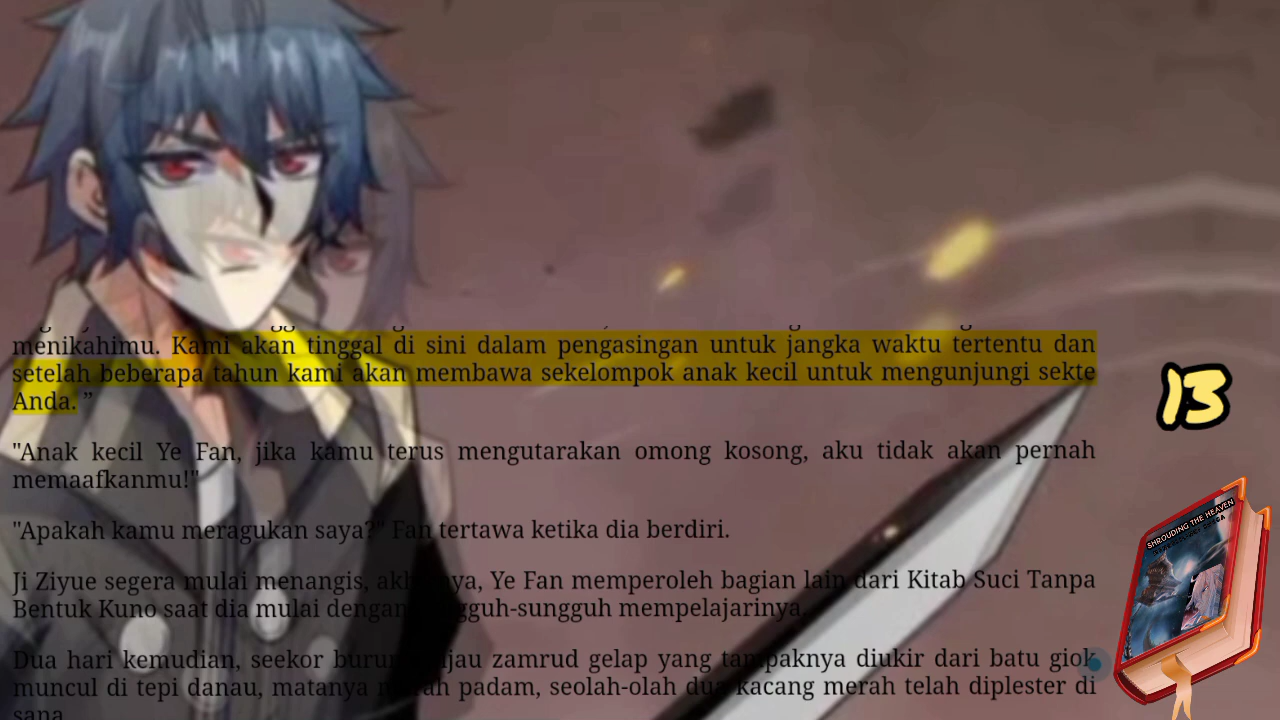 menikahimu. Kami akan tinggal di sini dalam pengasingan untuk jangka waktu tertentu dan
setelah beberapa tahun kami akan membawa sekelompok anak kecil untuk mengunjungi sekte
Anda. ”
"Anak kecil Ye Fan, jika kamu terus mengutarakan omong kosong, aku tidak akan pernah
memaafkanmu!"
"Apakah kamu meragukan saya?" Fan tertawa ketika dia berdiri.
Ji Ziyue segera mulai menangis, akhirnya, Ye Fan memperoleh bagian lain dari Kitab Suci Tanpa
Bentuk Kuno saat dia mulai dengan sungguh-sungguh mempelajarinya.
Dua hari kemudian, seekor burung hijau zamrud gelap yang tampaknya diukir dari batu giok
muncul di tepi danau, matanya merah padam, seolah-olah dua kacang merah telah diplester di
sana.
13
SHROUDING THE HEAVEN